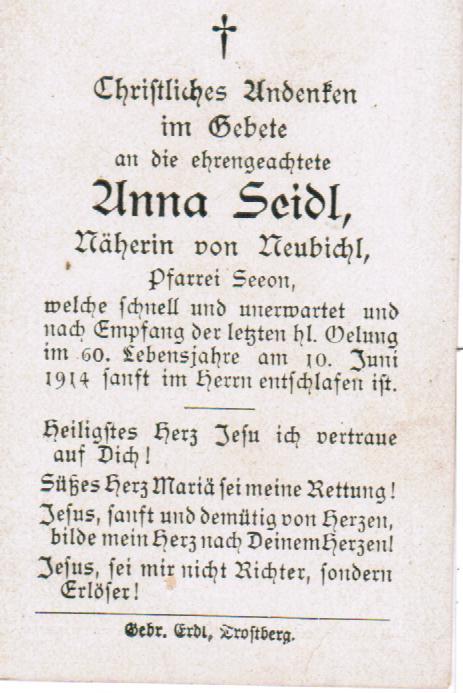 Christliches Andenken
im Gebete
an die ehrengeachtete
Anna Seidl,
Näherin von Neubichl,
Pfarrei Seeon,
welche schnell und unerwartet und
nach Empfang der letzten hl. Oelung
im 60. Lebensjahre am 10. Juni
1914 sanft im Herrn entschlafen ist.
Heiligstes Herz Jesu ich vertraue
auf Dich!
Süßes Herz Mariä sei meine Rettung!
Jesus, sanft und demütig von Herzen,
bilde mein Herz nach Deinem Herzen!
Jesus, sei mir nicht Richter, sondern
Erlöser!
Gebr. Erdl, Trostberg.